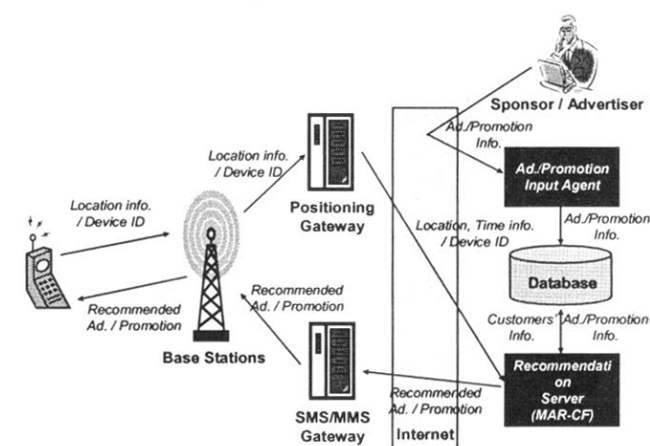 Sponsor / Advertiser
Ad./Promotion
Info.
Ad./Promotion
Input Agent
Location info.
/ Device ID
Positioning
Gateway
Location info.
/ Device ID
Location, Time info.
/ Device ID
Ad./Promotion
Info.
Database
Recommended
Ad. / Promotion
Base Stations
Recommended
Ad. / Promotion
Customers'
Info.
Ad./Promotion
Info.
Recommendati
on
Server
(MAR-CF)
SMS/MMS
Gateway
Recommended
Ad. / Promotion
Internet